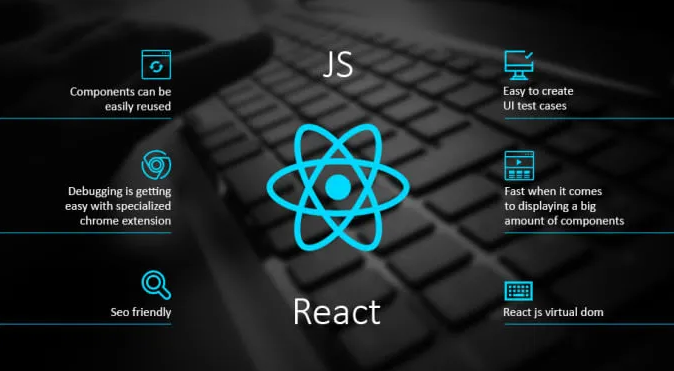 JS
Components can be
easily reused
Easy to create
UI test cases
Debugging is getting
easy with specialized
chrome extension
Fast when it comes
to displaying a big
amount of components
Seo friendly
React
React js virtual dom